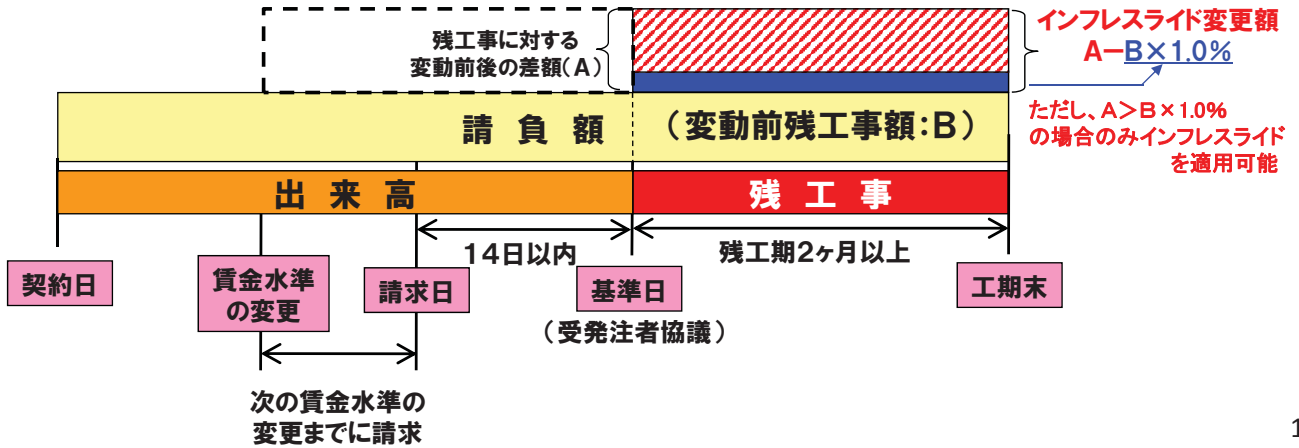 残工事に対する
変動前後の差額(A)
インフレスライド変更額
A−B×1.0%
ただし、A>B×1.0%
の場合のみインフレスライド
を適用可能
請 負 額
(変動前残工事額:B)
出 来 高
残 工 事
14日以内
残工期2ヶ月以上
契約日
賃金水準
の変更
請求日
基準日
工期末
(受発注者協議)
次の賃金水準の
変更までに請求
1